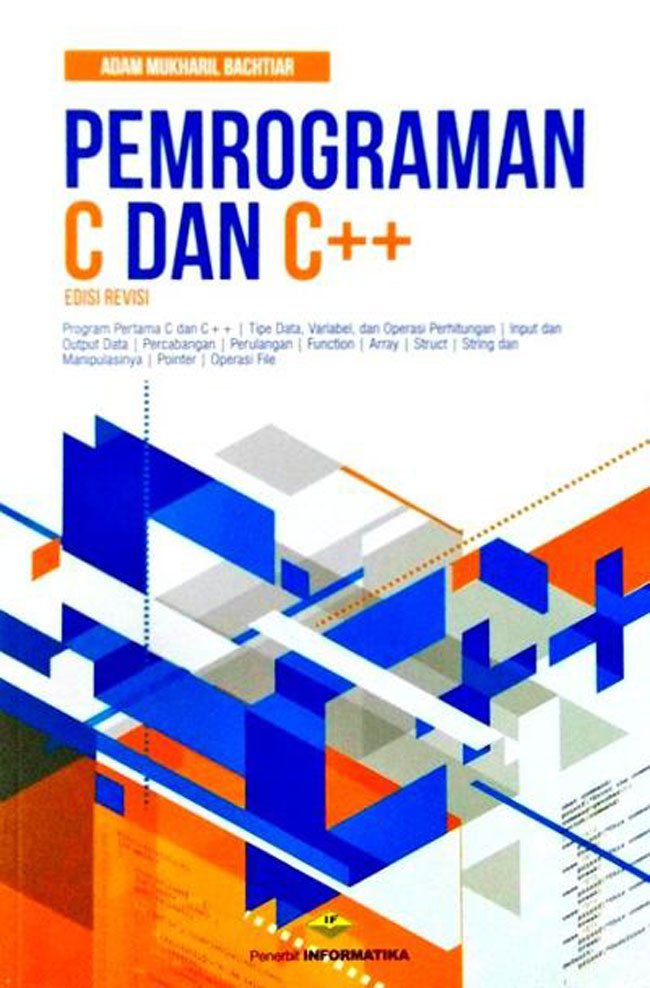 ADAM MUKHARIL BACHTIAR
PEMROGRAMAN
C DAN C++
EDISI REVISI
Program Pertama C dan C++ | Tipe Data, Variabel, dan Operasi Perhitungan | Input dan
Output Data | Percabangan | Perulangan | Function | Array | Struct | String dan
Manipulasinya | Pointer | Operasi File
IF
Penerbit INFORMATIKA